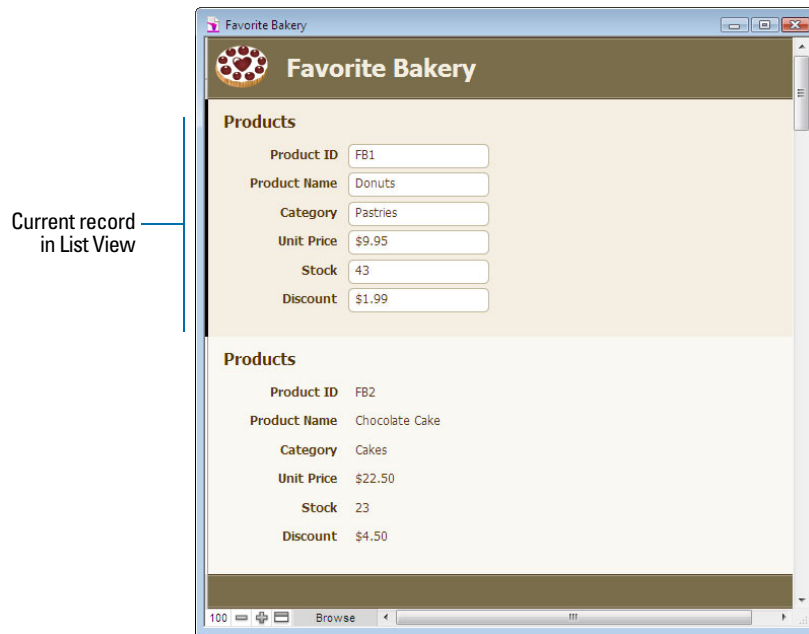 Favorite Bakery
Favorite Bakery
Products
Product ID FB1
Product Name Donuts
Category Pastries
Unit Price $9.95
Stock 43
Discount $1.99
Current record
in List View
Products
Product ID FB2
Product Name Chocolate Cake
Category Cakes
Unit Price $22.50
Stock 23
Discount $4.50
100 Browse